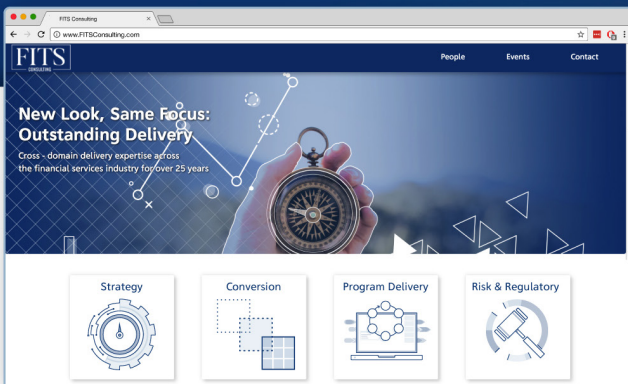 FITS Consulting
www.FITSConsulting.com
FITS
CONSULTING
People Events Contact
New Look, Same Focus:
Outstanding Delivery
Cross - domain delivery expertise across
the financial services industry for over 25 years
Strategy Conversion Program Delivery Risk & Regulatory